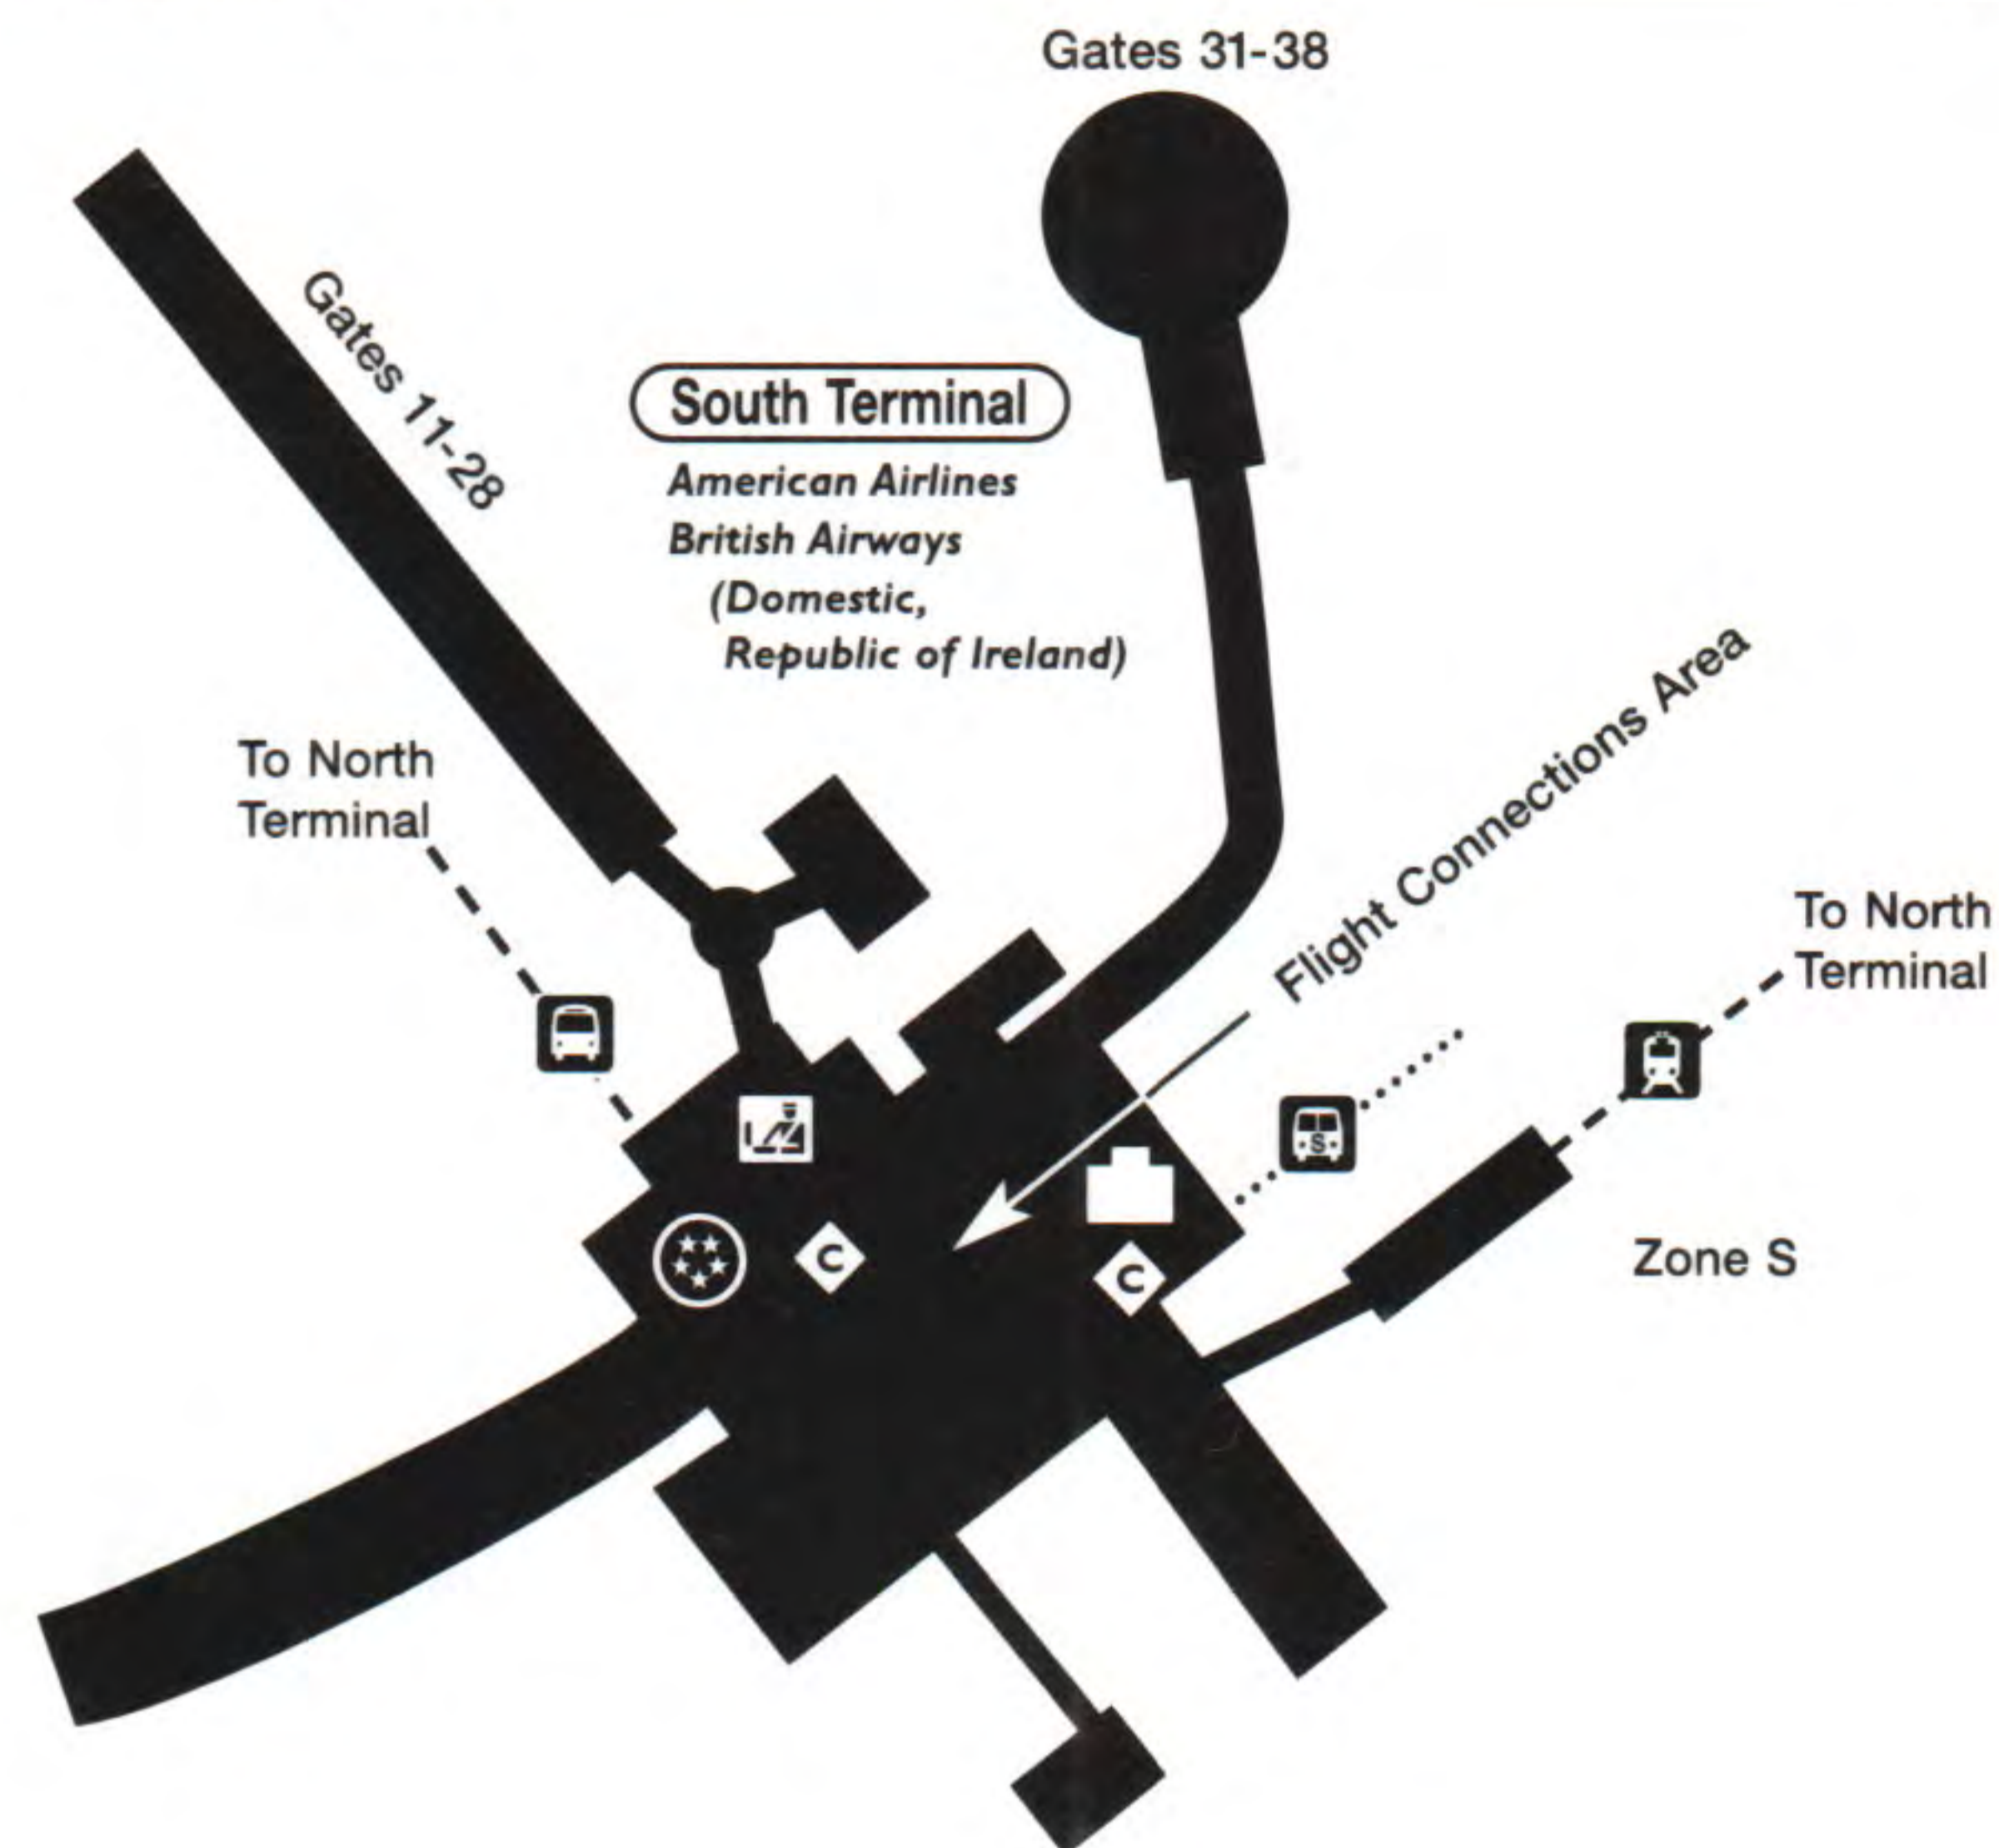 Gates 31-38
Gates 11-28
South Terminal
American Airlines
British Airways
(Domestic,
Republic of Ireland)
To North
Terminal
Flight Connections Area
To North
Terminal
S
Zone S
C
C